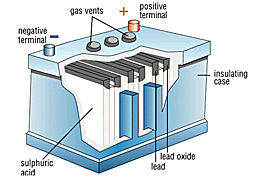 gas vents
+
positive
terminal
negative
terminal
-
insulating
case
sulphuric
acid
lead oxide
lead